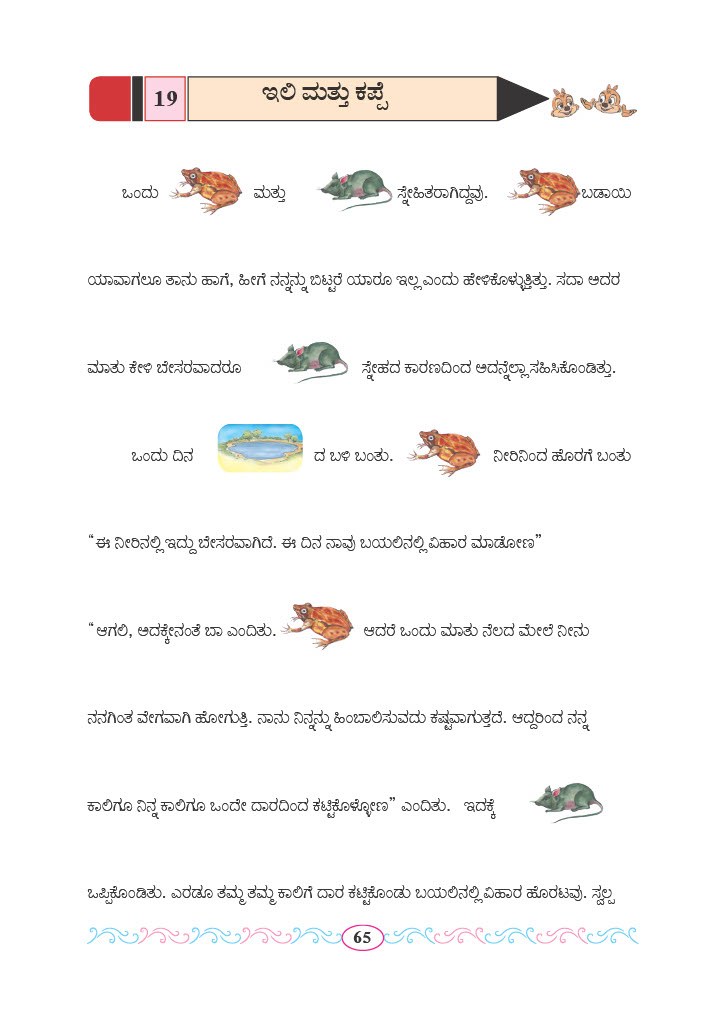 19
ಇಲಿ ಮತ್ತು ಕಪ್ಪೆ
ಒಂದು ಮತ್ತು ಸ್ನೇಹಿತರಾಗಿದ್ದವು. ಬಡಾಯಿ
ಯಾವಾಗಲೂ ತಾನು ಹಾಗೆ, ಹೀಗೆ ನನ್ನನ್ನು ಬಿಟ್ಟರೆ ಯಾರೂ ಇಲ್ಲ ಎಂದು ಹೇಳಿಕೊಳ್ಳುತ್ತಿತ್ತು. ಸದಾ ಅದರ
ಮಾತು ಕೇಳಿ ಬೇಸರವಾದರೂ ಸ್ನೇಹದ ಕಾರಣದಿಂದ ಅದನ್ನೆಲ್ಲಾ ಸಹಿಸಿಕೊಂಡಿತ್ತು.
ಒಂದು ದಿನ ದ ಬಳಿ ಬಂತು. ನೀರಿನಿಂದ ಹೊರಗೆ ಬಂತು
“ಈ ನೀರಿನಲ್ಲಿ ಇದ್ದು ಬೇಸರವಾಗಿದೆ. ಈ ದಿನ ನಾವು ಬಯಲಿನಲ್ಲಿ ವಿಹಾರ ಮಾಡೋಣ”
“ಆಗಲಿ, ಅದಕ್ಕೇನಂತೆ ಬಾ ಎಂದಿತು. ಆದರೆ ಒಂದು ಮಾತು ನೆಲದ ಮೇಲೆ ನೀನು
ನನಗಿಂತ ವೇಗವಾಗಿ ಹೋಗುತ್ತಿ. ನಾನು ನಿನ್ನನ್ನು ಹಿಂಬಾಲಿಸುವದು ಕಷ್ಟವಾಗುತ್ತದೆ. ಆದ್ದರಿಂದ ನನ್ನ
ಕಾಲಿಗೂ ನಿನ್ನ ಕಾಲಿಗೂ ಒಂದೇ ದಾರದಿಂದ ಕಟ್ಟಿಕೊಳ್ಳೋಣ” ಎಂದಿತು. ಇದಕ್ಕೆ
ಒಪ್ಪಿಕೊಂಡಿತು. ಎರಡೂ ತಮ್ಮ ತಮ್ಮ ಕಾಲಿಗೆ ದಾರ ಕಟ್ಟಿಕೊಂಡು ಬಯಲಿನಲ್ಲಿ ವಿಹಾರ ಹೊರಟವು. ಸ್ವಲ್ಪ
65